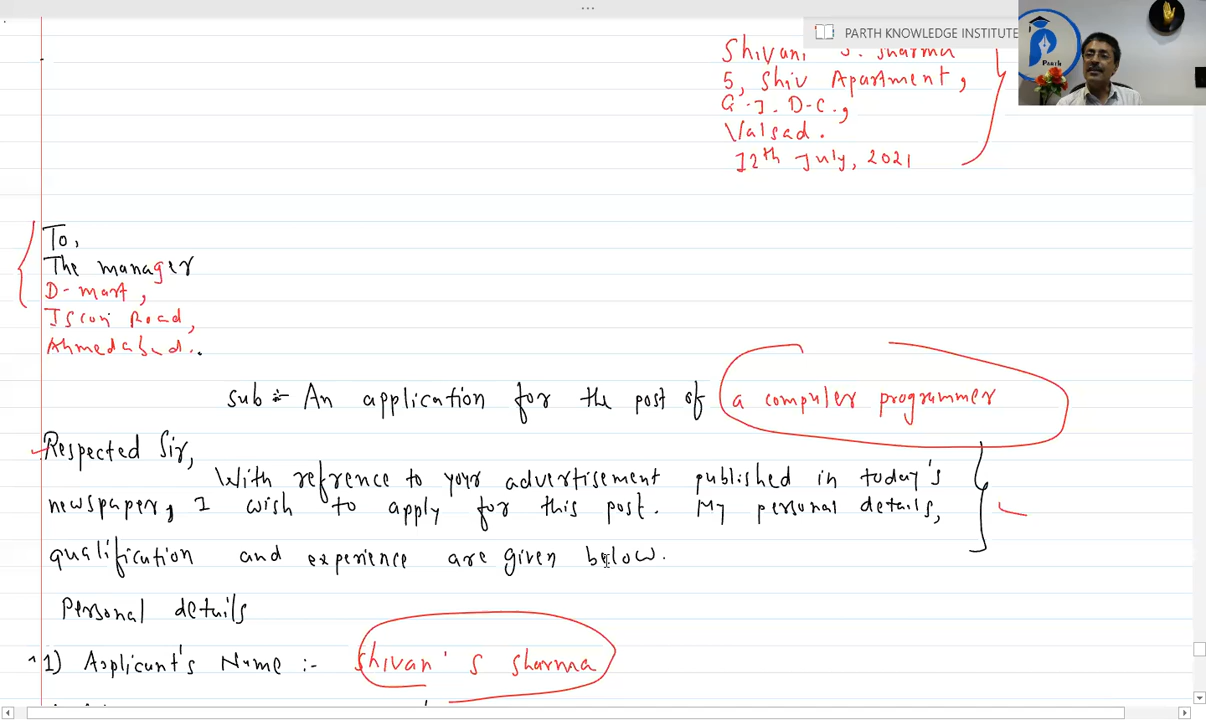 PARTH KNOWLEDGE INSTITUTE
Parth
Shivani S. Sharma
5, Shiv Apartment,
G.I.D.C.,
Valsad.
12th July, 2021
To,
The manager
D-mart,
Iscon Road,
Ahmedabad.
Sub :- An application for the post of a computer programmer
Respected Sir,
With refrence to your advertisement published in today's
newspaper, I wish to apply for this post. My personal details,
qualification and experience are given below.
Personal details
1) Applicant's Name :- Shivani S Sharma